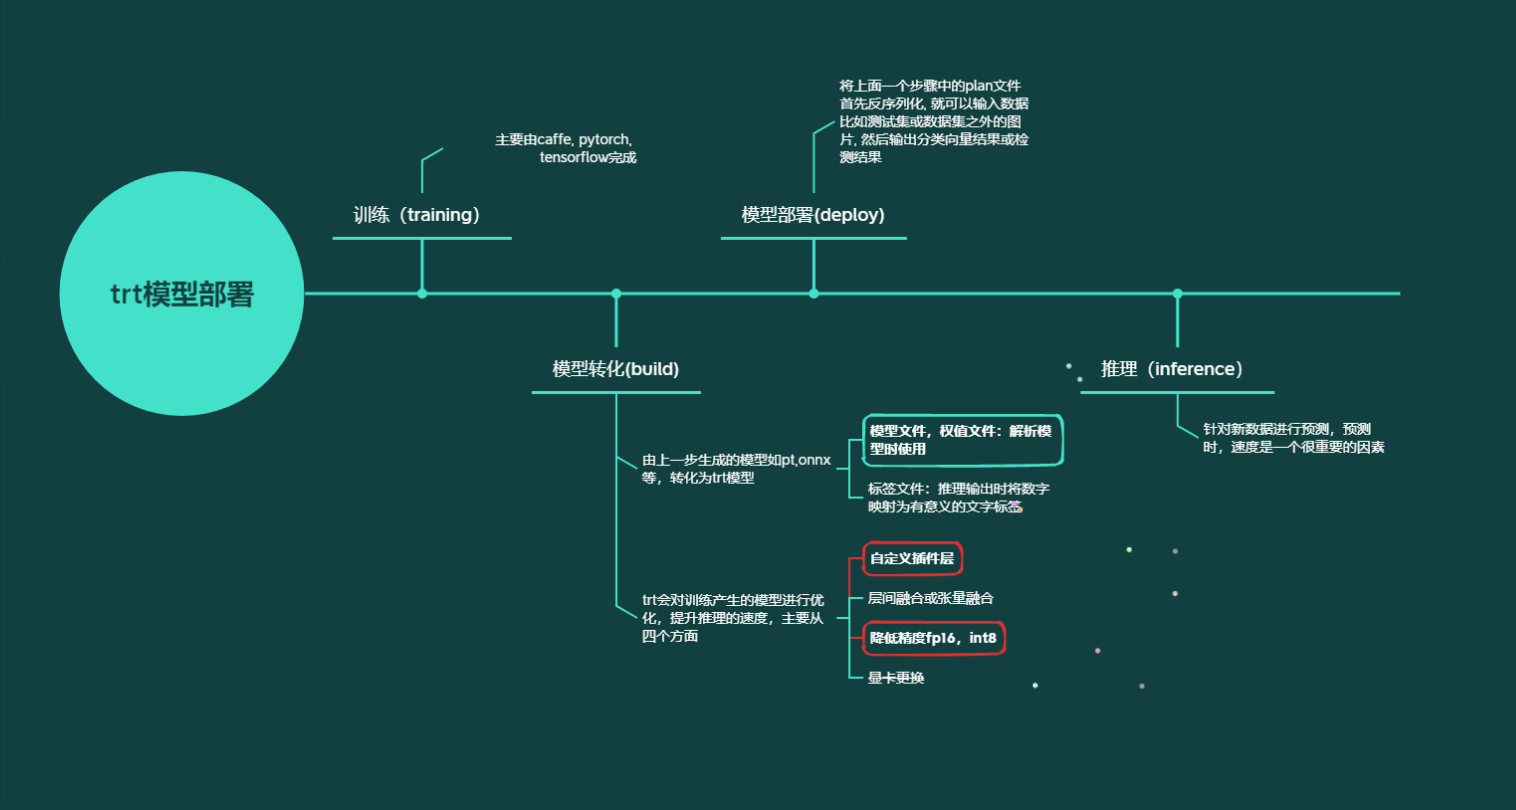 trt模型部署
训练（training）
主要由caffe, pytorch,
tensorflow完成
模型转化(build)
由上一步生成的模型如pt,onnx
等，转化为trt模型
模型文件，权值文件：解析模
型时使用
标签文件：推理输出时将数字
映射为有意义的文字标签
trt会对训练产生的模型进行优
化，提升推理的速度，主要从
四个方面
自定义插件层
层间融合或张量融合
降低精度fp16，int8
显卡更换
模型部署(deploy)
将上面一个步骤中的plan文件
首先反序列化, 就可以输入数据
比如测试集或数据集之外的图
片, 然后输出分类向量结果或检
测结果
推理（inference）
针对新数据进行预测，预测
时，速度是一个很重要的因素